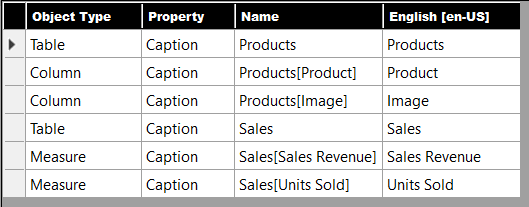 Object Type Property Name English [en-US]
Table Caption Products Products
Column Caption Products[Product] Product
Column Caption Products[Image] Image
Table Caption Sales Sales
Measure Caption Sales[Sales Revenue] Sales Revenue
Measure Caption Sales[Units Sold] Units Sold